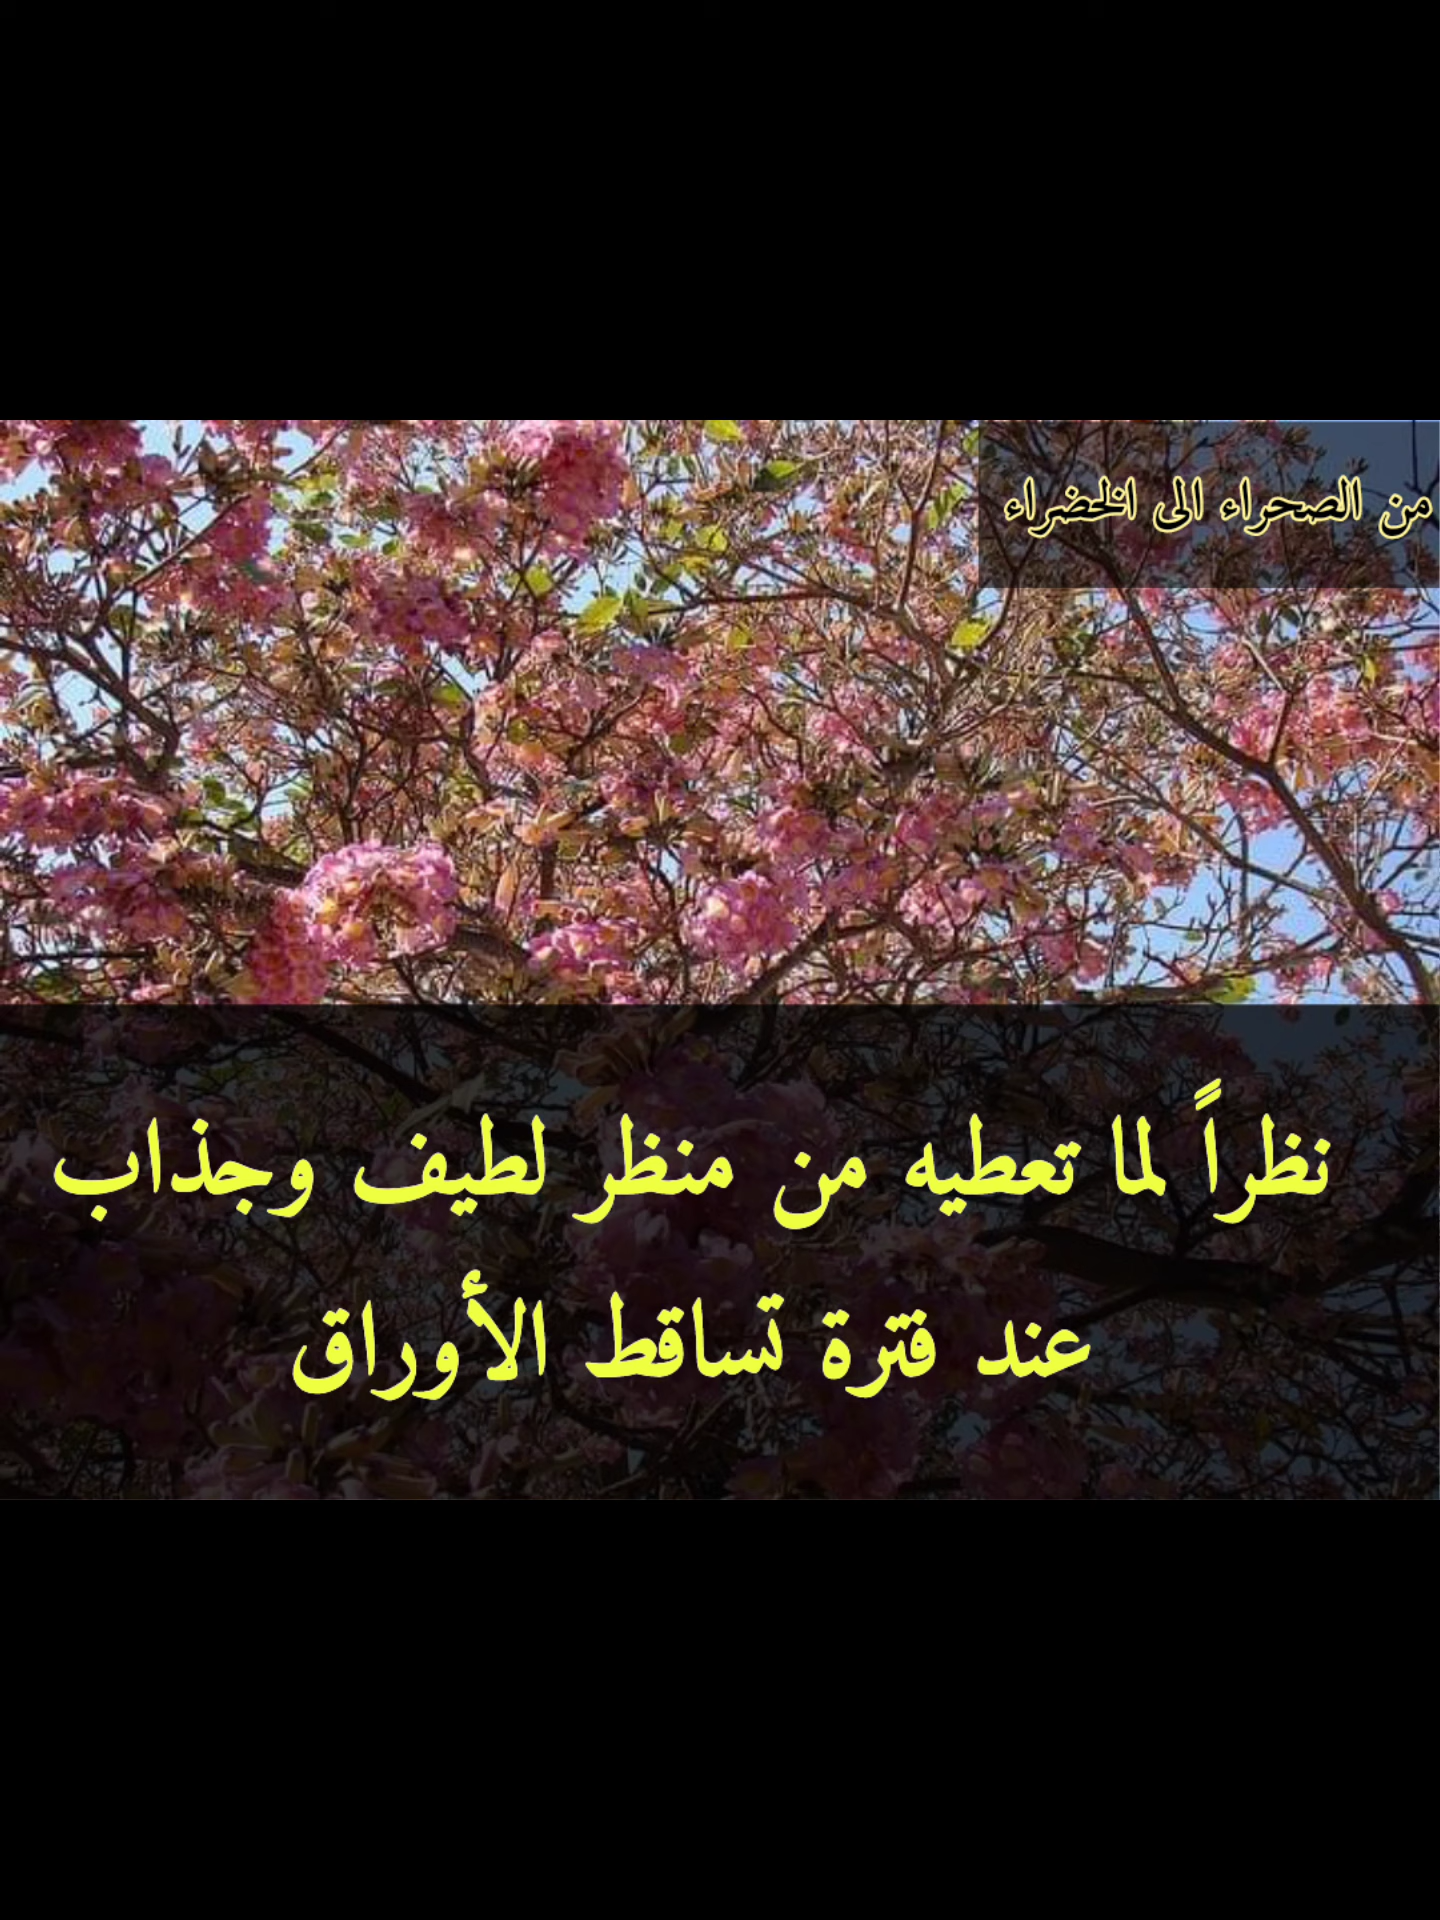 من الصحراء الى الخضراء
نظراً لما تعطيه من منظر لطيف وجذاب
عند فترة تساقط الأوراق